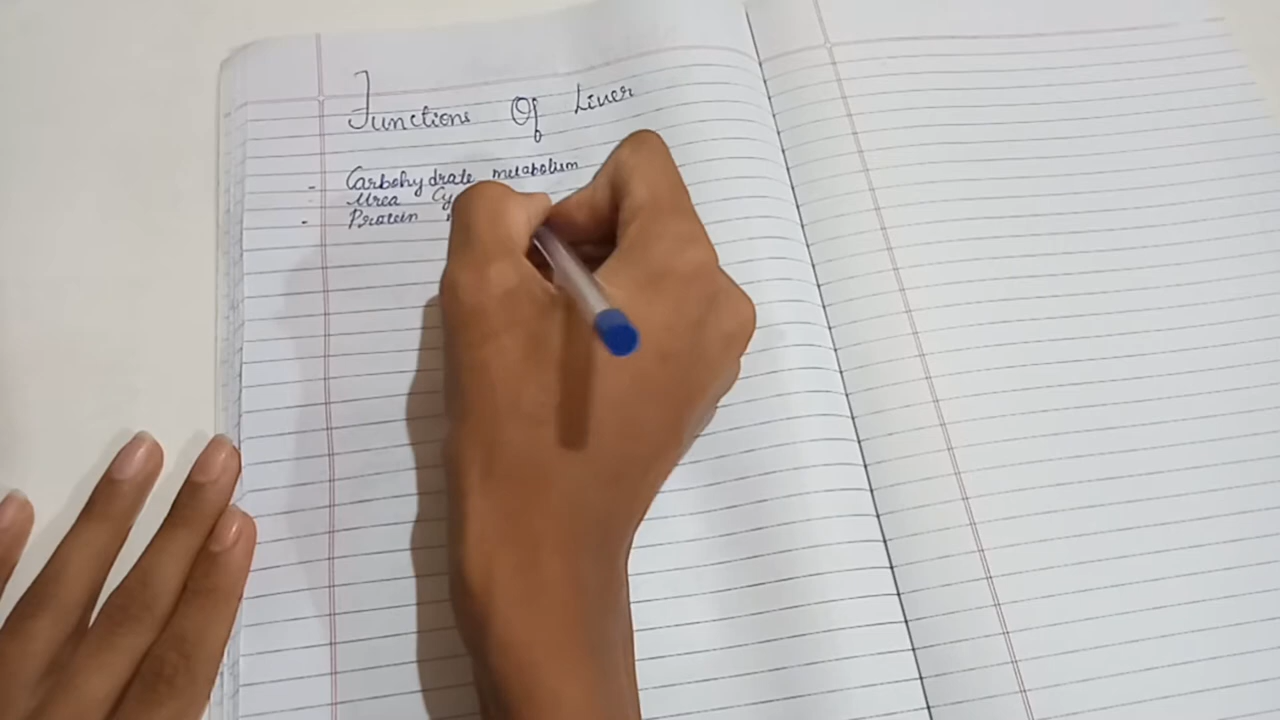 Functions Of Liver
- Carbohydrate metabolism
Urea
- Protein